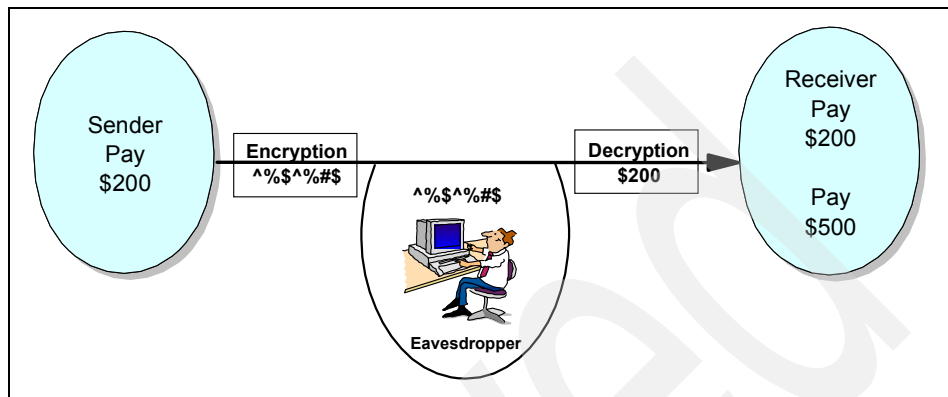 Sender
Pay
$200
Encryption
^%$^%#$
^%$^%#$
Eavesdropper
Decryption
$200
Receiver
Pay
$200
Pay
$500